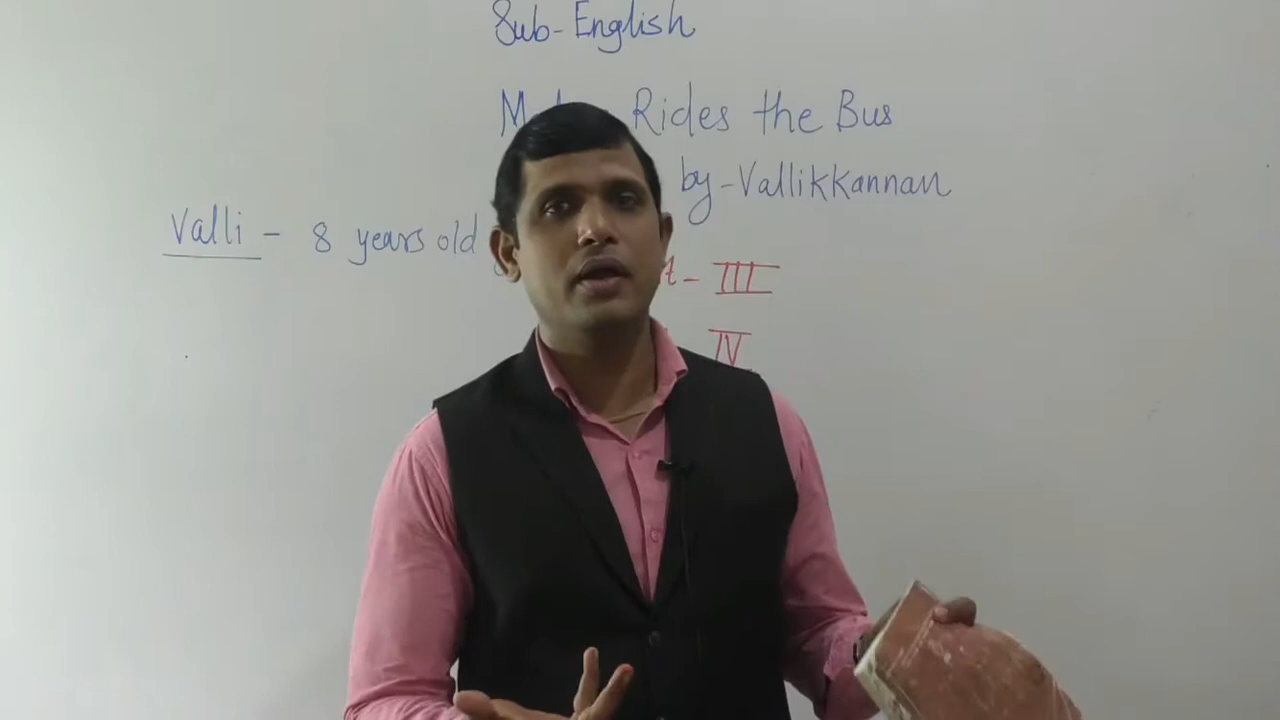 Sub-English
Rides the Bus
by-Vallikkannan
Valli - 8 years old
- III
IV